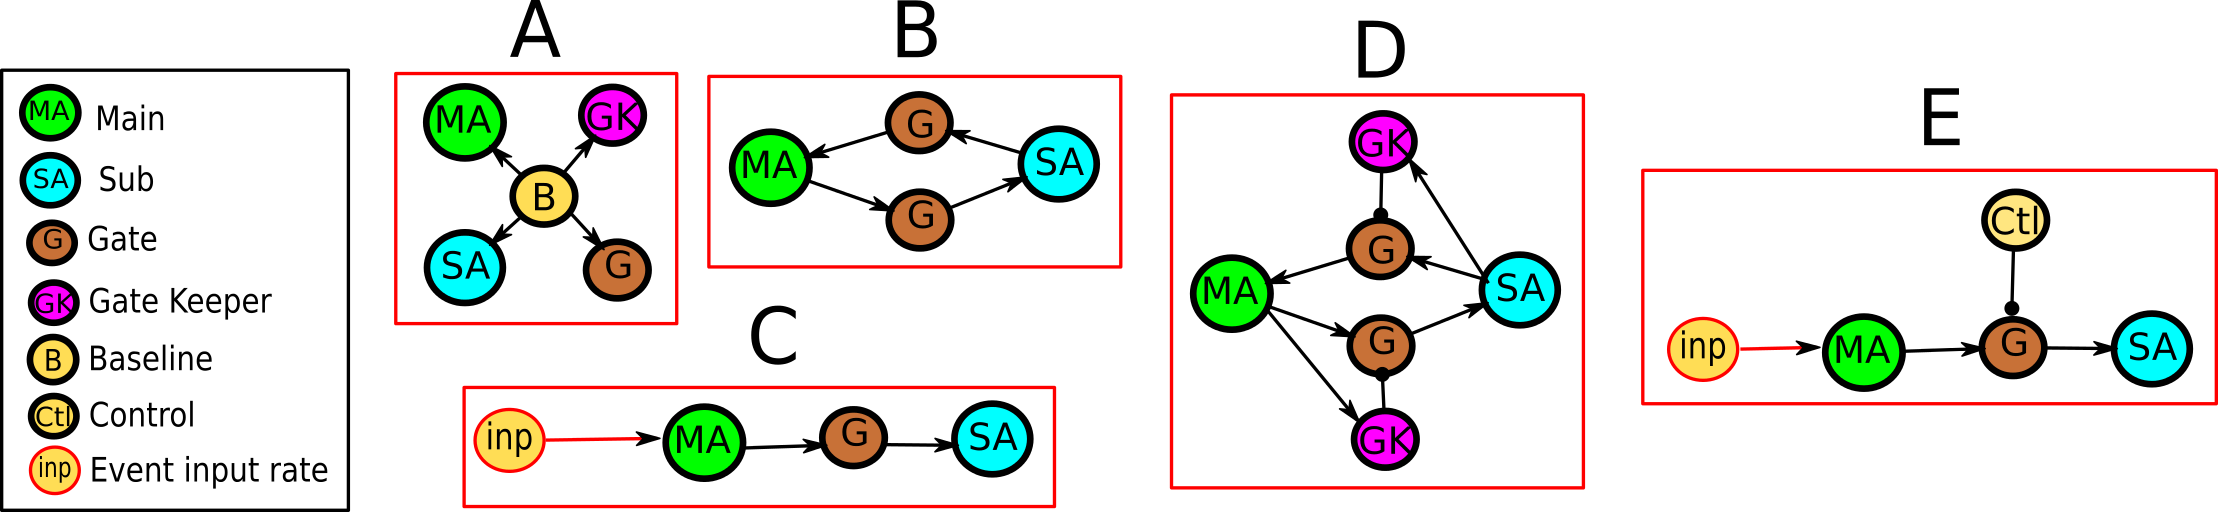 MA Main
SA Sub
G Gate
GK Gate Keeper
B Baseline
Ctl Control
inp Event input rate
A
MA GK
B
SA G
B
G
MA SA
G
C
inp MA G SA
D
GK
G
MA SA
G
GK
E
Ctl
inp MA G SA